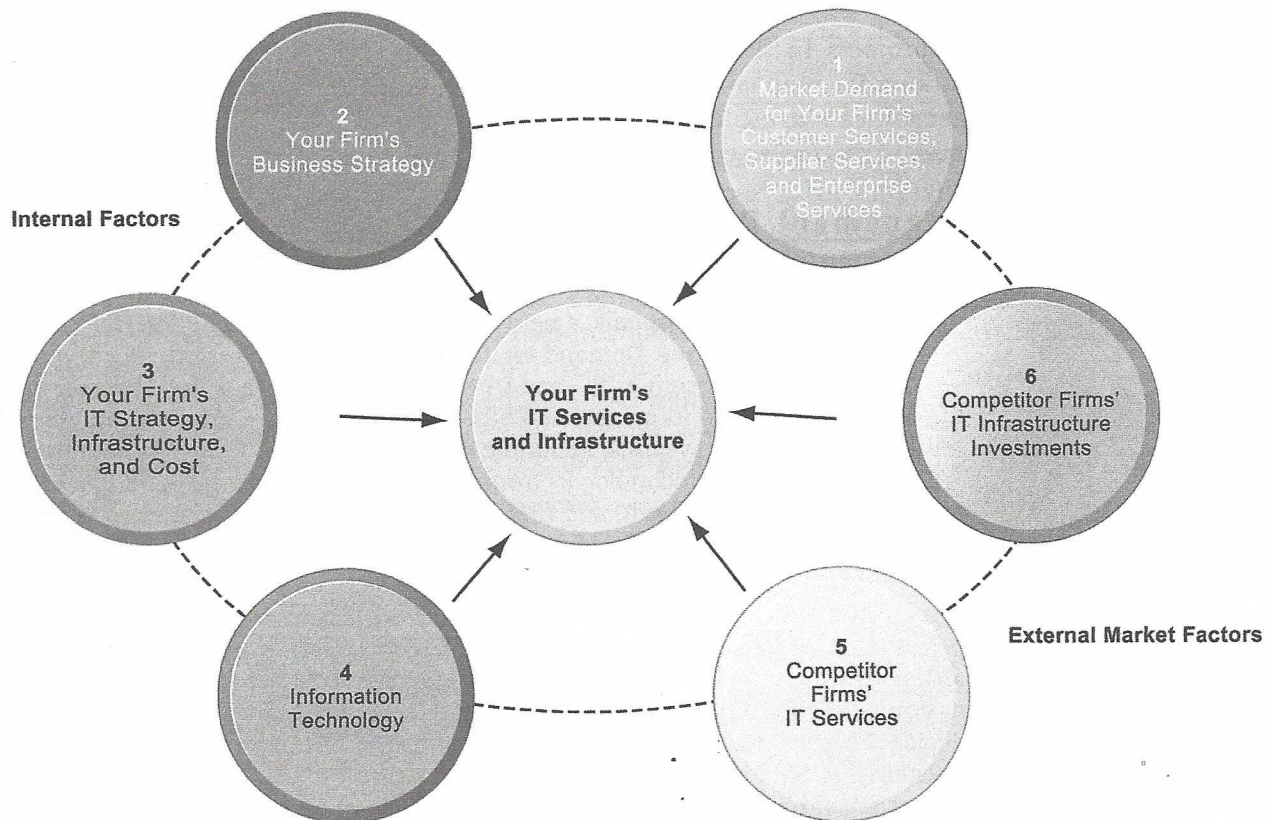 2
Your Firm's
Business Strategy
1
Market Demand
for Your Firm's
Customer Services,
Supplier Services,
and Enterprise
Services
Internal Factors
3
Your Firm's
IT Strategy,
Infrastructure,
and Cost
Your Firm's
IT Services
and Infrastructure
6
Competitor Firms'
IT Infrastructure
Investments
4
Information
Technology
5
Competitor
Firms'
IT Services
External Market Factors